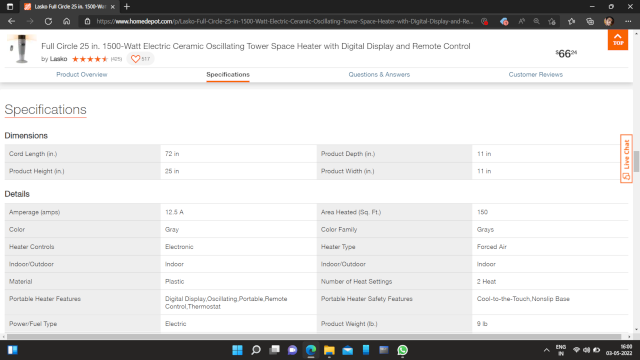 Lasko Full Circle 25 in. 1500-Wat
https://www.homedepot.com/p/Lasko-Full-Circle-25-in-1500-Watt-Electric-Ceramic-Oscillating-Tower-Space-Heater-with-Digital-Display-and-Re...
Full Circle 25 in. 1500-Watt Electric Ceramic Oscillating Tower Space Heater with Digital Display and Remote Control
by Lasko (425) 517
$6624
TOP
Product Overview Specifications Questions & Answers Customer Reviews
Specifications
Live Chat
Dimensions
Cord Length (in.) 72 in Product Depth (in.) 11 in
Product Height (in.) 25 in Product Width (in.) 11 in
Details
Amperage (amps) 12.5 A Area Heated (Sq. Ft.) 150
Color Gray Color Family Grays
Heater Controls Electronic Heater Type Forced Air
Indoor/Outdoor Indoor Indoor/Outdoor Indoor
Material Plastic Number of Heat Settings 2 Heat
Portable Heater Features Digital Display,Oscillating,Portable,Remote Portable Heater Safety Features Cool-to-the-Touch,Nonslip Base
Control,Thermostat
Power/Fuel Type Electric Product Weight (lb.) 9 lb
ENG 16:00
IN 03-05-2022